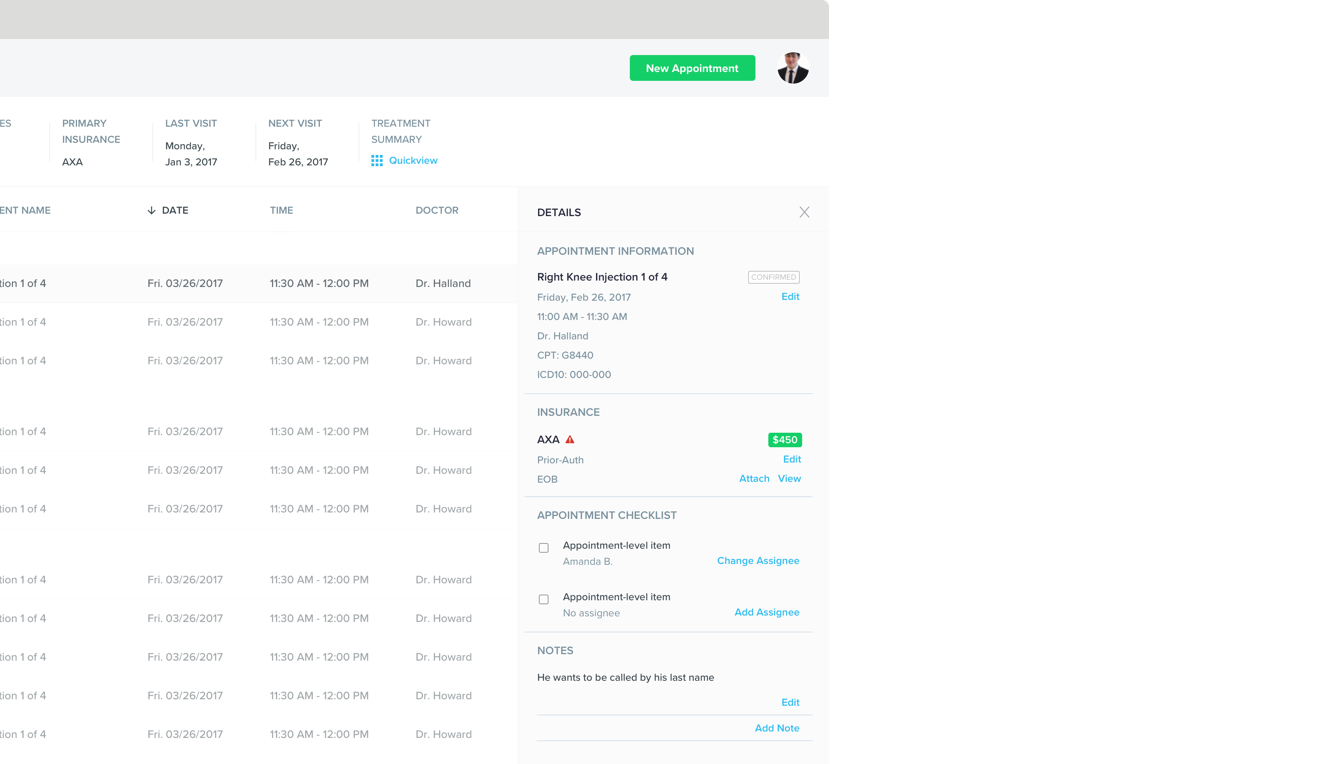 New Appointment
ES
PRIMARY
INSURANCE
AXA
LAST VISIT
Monday,
Jan 3, 2017
NEXT VISIT
Friday,
Feb 26, 2017
TREATMENT
SUMMARY
Quickview
ENT NAME
DATE
TIME
DOCTOR
tion 1 of 4 Fri. 03/26/2017 11:30 AM - 12:00 PM Dr. Halland
tion 1 of 4 Fri. 03/26/2017 11:30 AM - 12:00 PM Dr. Howard
tion 1 of 4 Fri. 03/26/2017 11:30 AM - 12:00 PM Dr. Howard
tion 1 of 4 Fri. 03/26/2017 11:30 AM - 12:00 PM Dr. Howard
tion 1 of 4 Fri. 03/26/2017 11:30 AM - 12:00 PM Dr. Howard
tion 1 of 4 Fri. 03/26/2017 11:30 AM - 12:00 PM Dr. Howard
tion 1 of 4 Fri. 03/26/2017 11:30 AM - 12:00 PM Dr. Howard
tion 1 of 4 Fri. 03/26/2017 11:30 AM - 12:00 PM Dr. Howard
tion 1 of 4 Fri. 03/26/2017 11:30 AM - 12:00 PM Dr. Howard
tion 1 of 4 Fri. 03/26/2017 11:30 AM - 12:00 PM Dr. Howard
tion 1 of 4 Fri. 03/26/2017 11:30 AM - 12:00 PM Dr. Howard
DETAILS
APPOINTMENT INFORMATION
Right Knee Injection 1 of 4 CONFIRMED
Friday, Feb 26, 2017 Edit
11:00 AM - 11:30 AM
Dr. Halland
CPT: G8440
ICD10: 000-000
INSURANCE
AXA $450
Prior-Auth Edit
EOB Attach View
APPOINTMENT CHECKLIST
Appointment-level item
Amanda B. Change Assignee
Appointment-level item
No assignee Add Assignee
NOTES
He wants to be called by his last name
Edit
Add Note